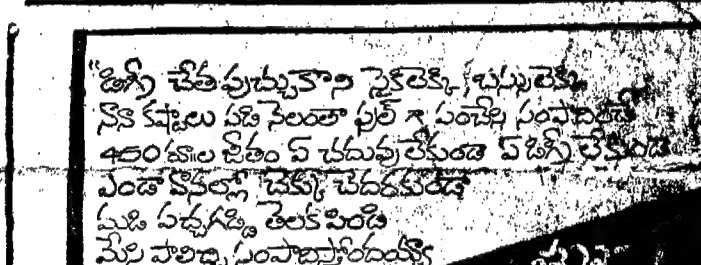 "డిగ్రీ చేత పుచ్చుకొని సైకిలెక్కి, బస్సులెక్కి
నానా కష్టాలు పడి నెలంతా ఫుల్ గ పంచేసి సంపాదించే
450 రూ॥ల జీతం ఏ చదువు లేకుండా ఏ డిగ్రీ లేకుండా
ఎండా వానల్లో చెక్కు చెదరకుండా
ముడి పచ్చగడ్డి తెలక పిండి
మేసి పాలిచ్చి సంపాదిస్తోందయ్యా